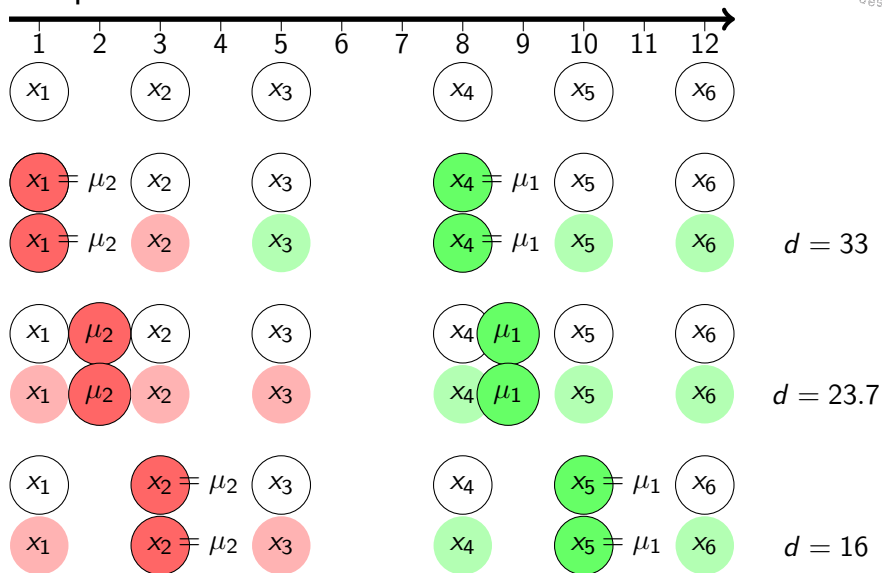 1 2 3 4 5 6 7 8 9 10 11 12
x₁ x₂ x₃ x₄ x₅ x₆
x₁ = μ₂ x₂ x₃ x₄ = μ₁ x₅ x₆
x₁ = μ₂ x₂ x₃ x₄ = μ₁ x₅ x₆ d = 33
x₁ μ₂ x₂ x₃ x₄ μ₁ x₅ x₆
x₁ μ₂ x₂ x₃ x₄ μ₁ x₅ x₆ d = 23.7
x₁ x₂ = μ₂ x₃ x₄ x₅ = μ₁ x₆
x₁ x₂ = μ₂ x₃ x₄ x₅ = μ₁ x₆ d = 16